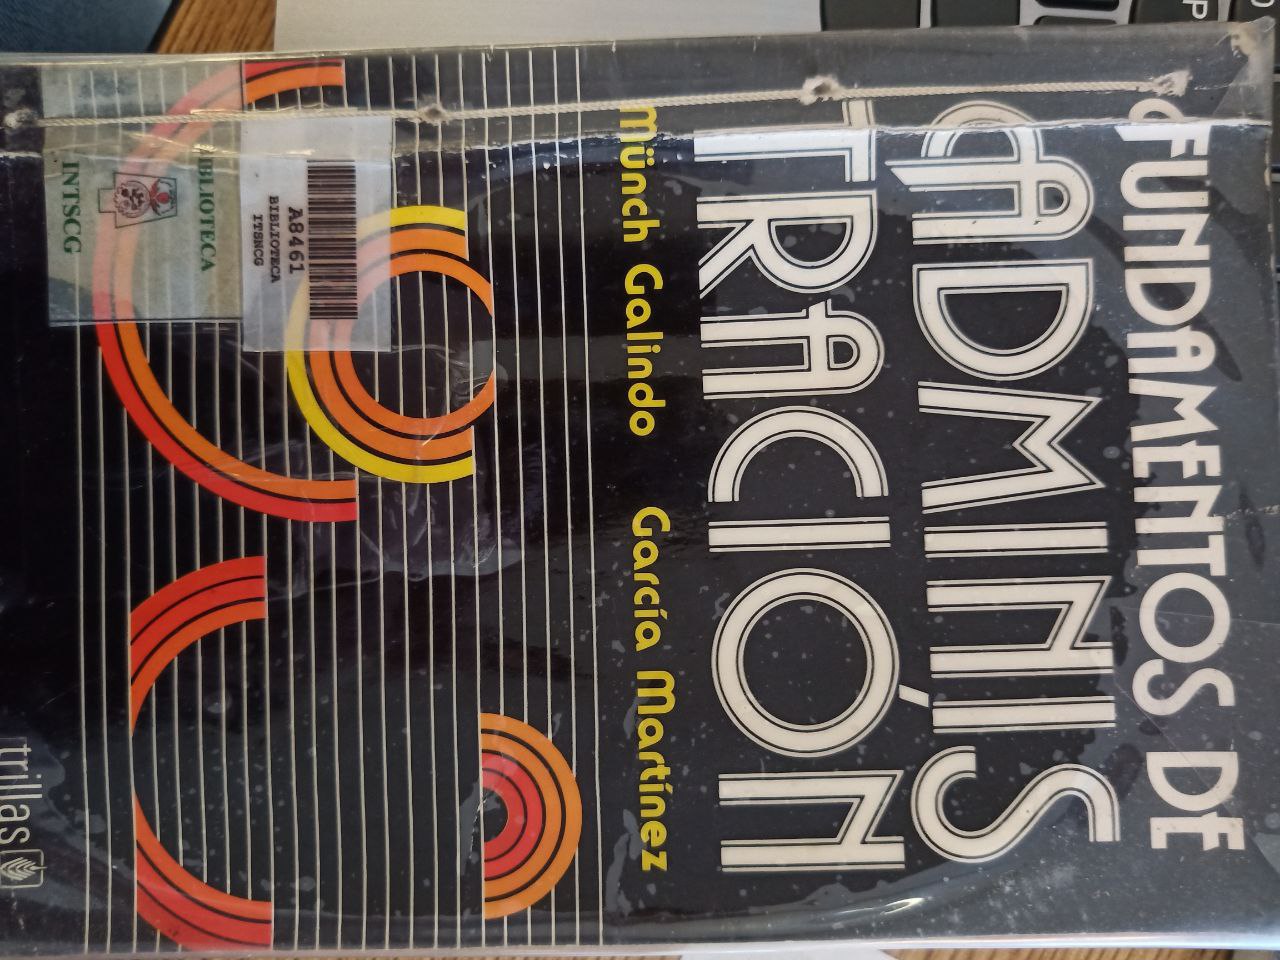 FUNDAMENTOS DE
ADMINIS
TRACIÓN
Münch Galindo García Martínez
A8461
BIBLIOTECA
ITSNCG
BIBLIOTECA
INTSCG
trillas